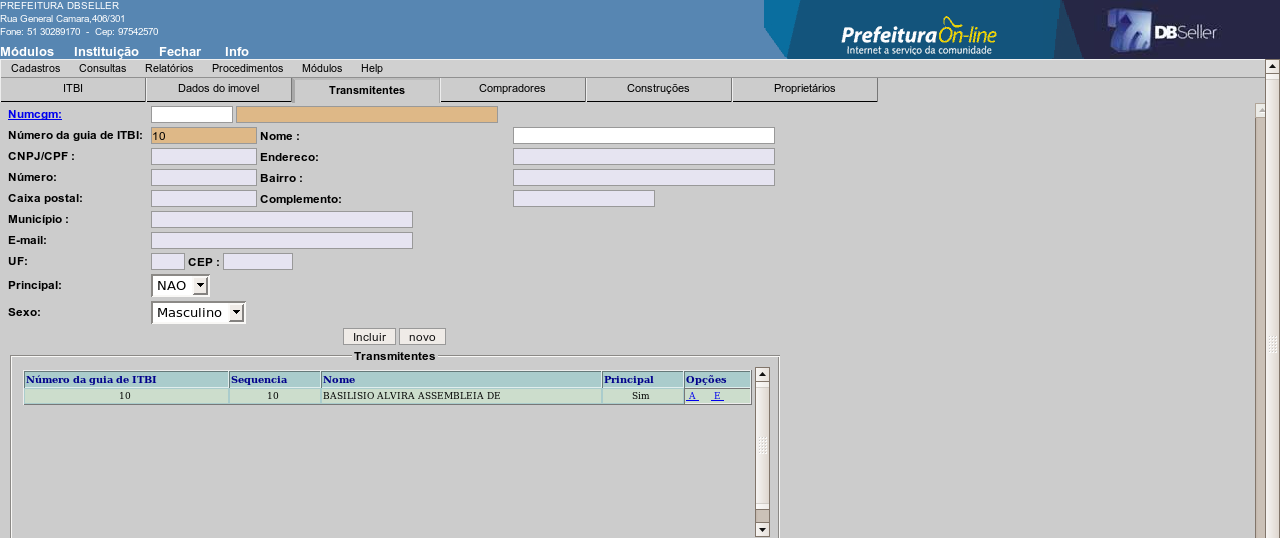 PREFEITURA DBSELLER
Rua General Camara,406/301
Fone: 51 30289170 - Cep: 97542570
Módulos Instituição Fechar Info
PrefeituraOn-line
Internet a serviço da comunidade
DBSeller
Cadastros Consultas Relatórios Procedimentos Módulos Help
ITBI Dados do imovel Transmitentes Compradores Construções Proprietários
Numcgm:
Número da guia de ITBI: 10 Nome :
CNPJ/CPF : Endereco:
Número: Bairro :
Caixa postal: Complemento:
Município :
E-mail:
UF: CEP :
Principal: NAO
Sexo: Masculino
Incluir novo
Transmitentes
Número da guia de ITBI Sequencia Nome Principal Opções
10 10 BASILISIO ALVIRA ASSEMBLEIA DE Sim A E